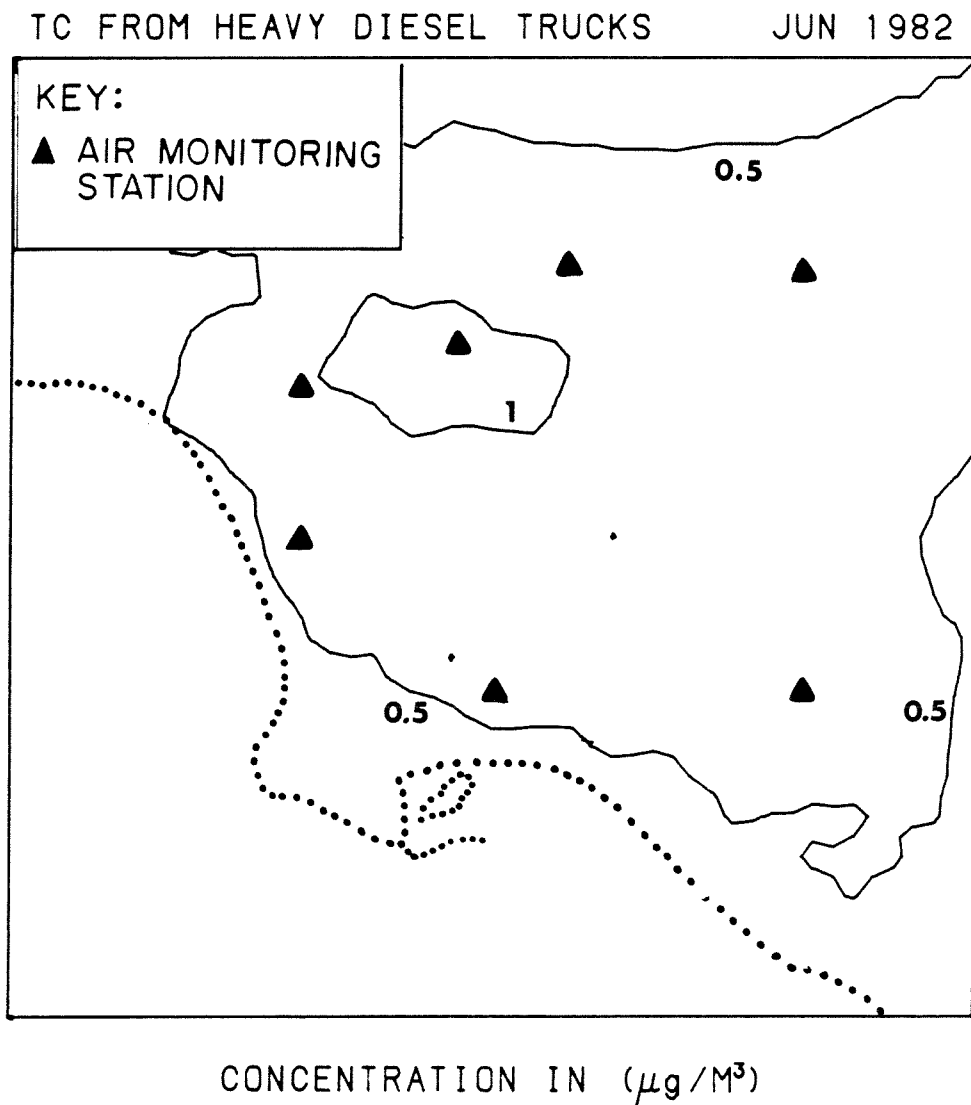 TC FROM HEAVY DIESEL TRUCKS JUN 1982
KEY:
▲ AIR MONITORING
STATION
0.5
1
0.5
0.5
CONCENTRATION IN (μg/M³)